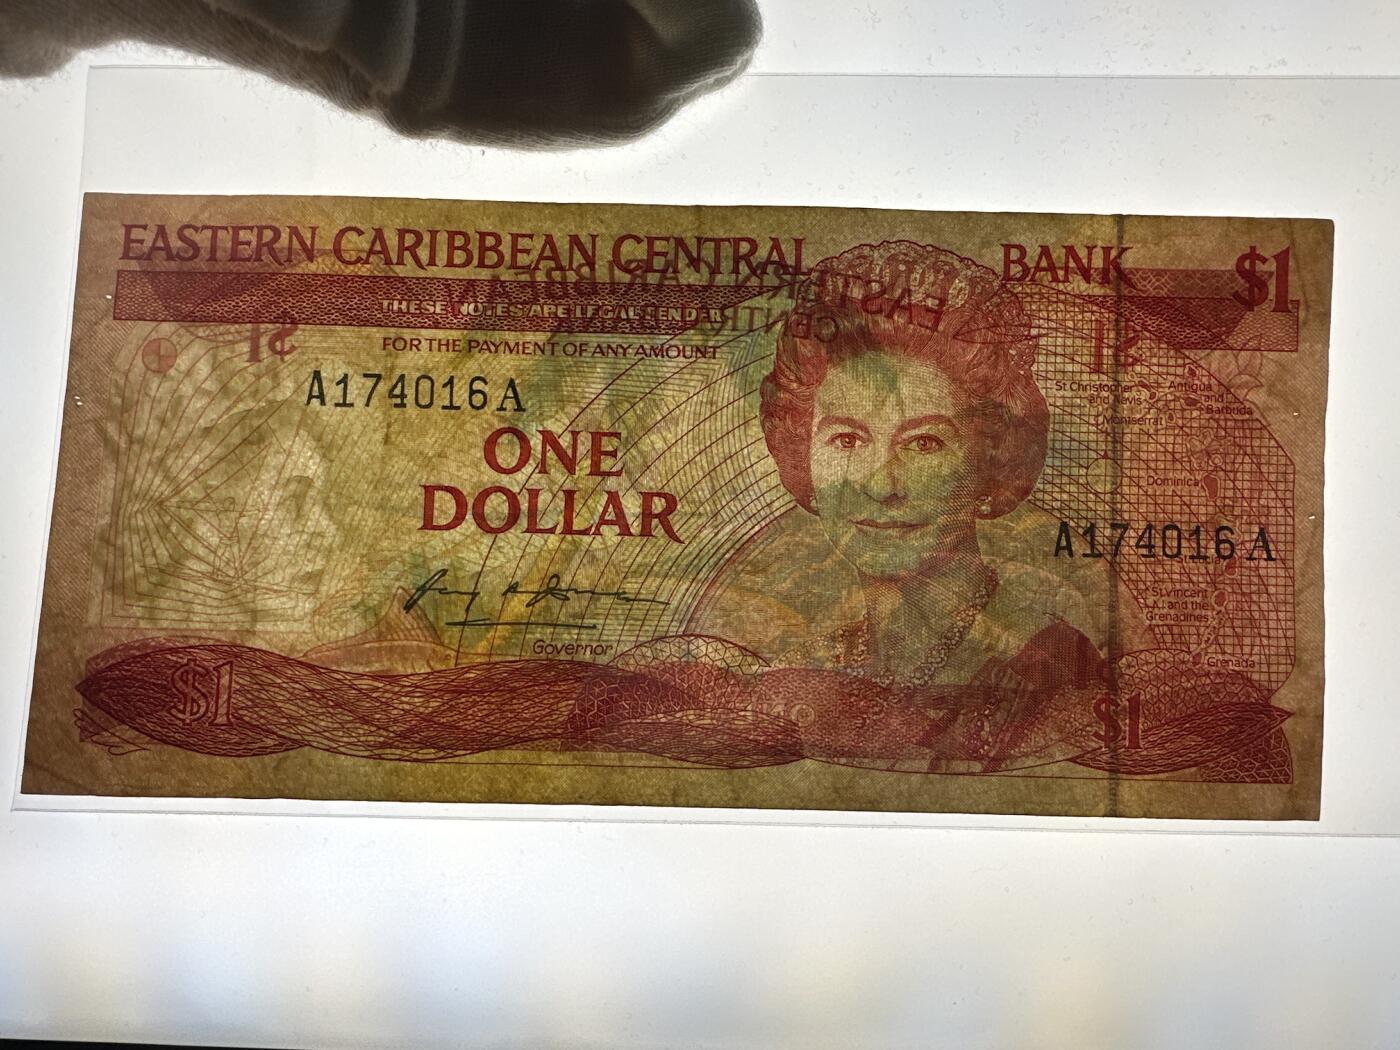 EASTERN CARIBBEAN CENTRAL BANK $1
THESE NOTES ARE LEGAL TENDER
FOR THE PAYMENT OF ANY AMOUNT
A174016A
ONE
DOLLAR
Governor
St Christopher
and Nevis
Antigua
and
Barbuda
Montserrat
Dominica
A174016A
St Vincent
and the
Grenadines
Grenada
$1
$1